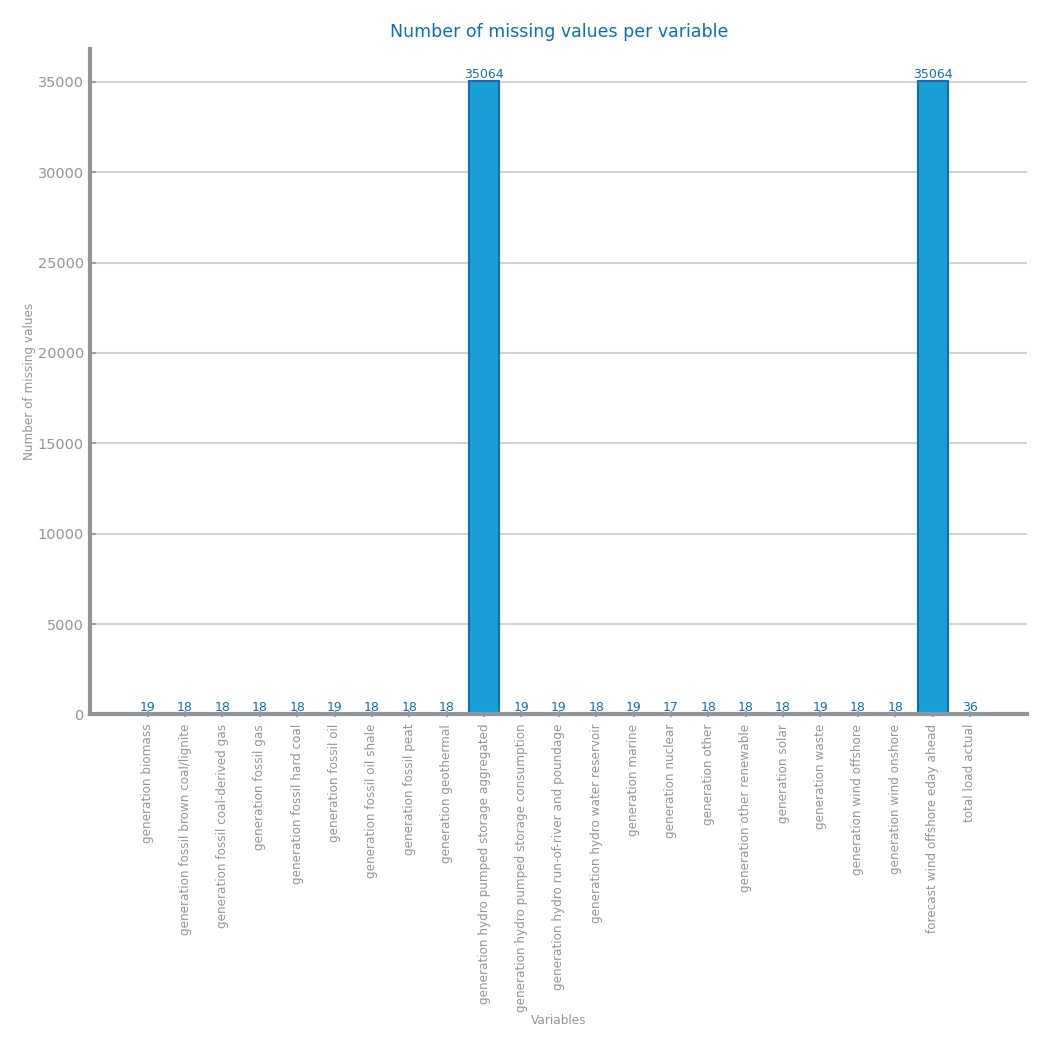 Number of missing values per variable
35064 35064
35000
30000
25000
20000
15000
10000
5000
0
Number of missing values
19 18 18 18 18 19 18 18 18 19 19 18 19 17 18 18 18 19 18 18 36
generation biomass
generation fossil brown coal/lignite
generation fossil coal-derived gas
generation fossil gas
generation fossil hard coal
generation fossil oil
generation fossil oil shale
generation fossil peat
generation geothermal
generation hydro pumped storage aggregated
generation hydro pumped storage consumption
generation hydro run-of-river and poundage
generation hydro water reservoir
generation marine
generation nuclear
generation other
generation other renewable
generation solar
generation waste
generation wind offshore
generation wind onshore
forecast wind offshore eday ahead
total load actual
Variables